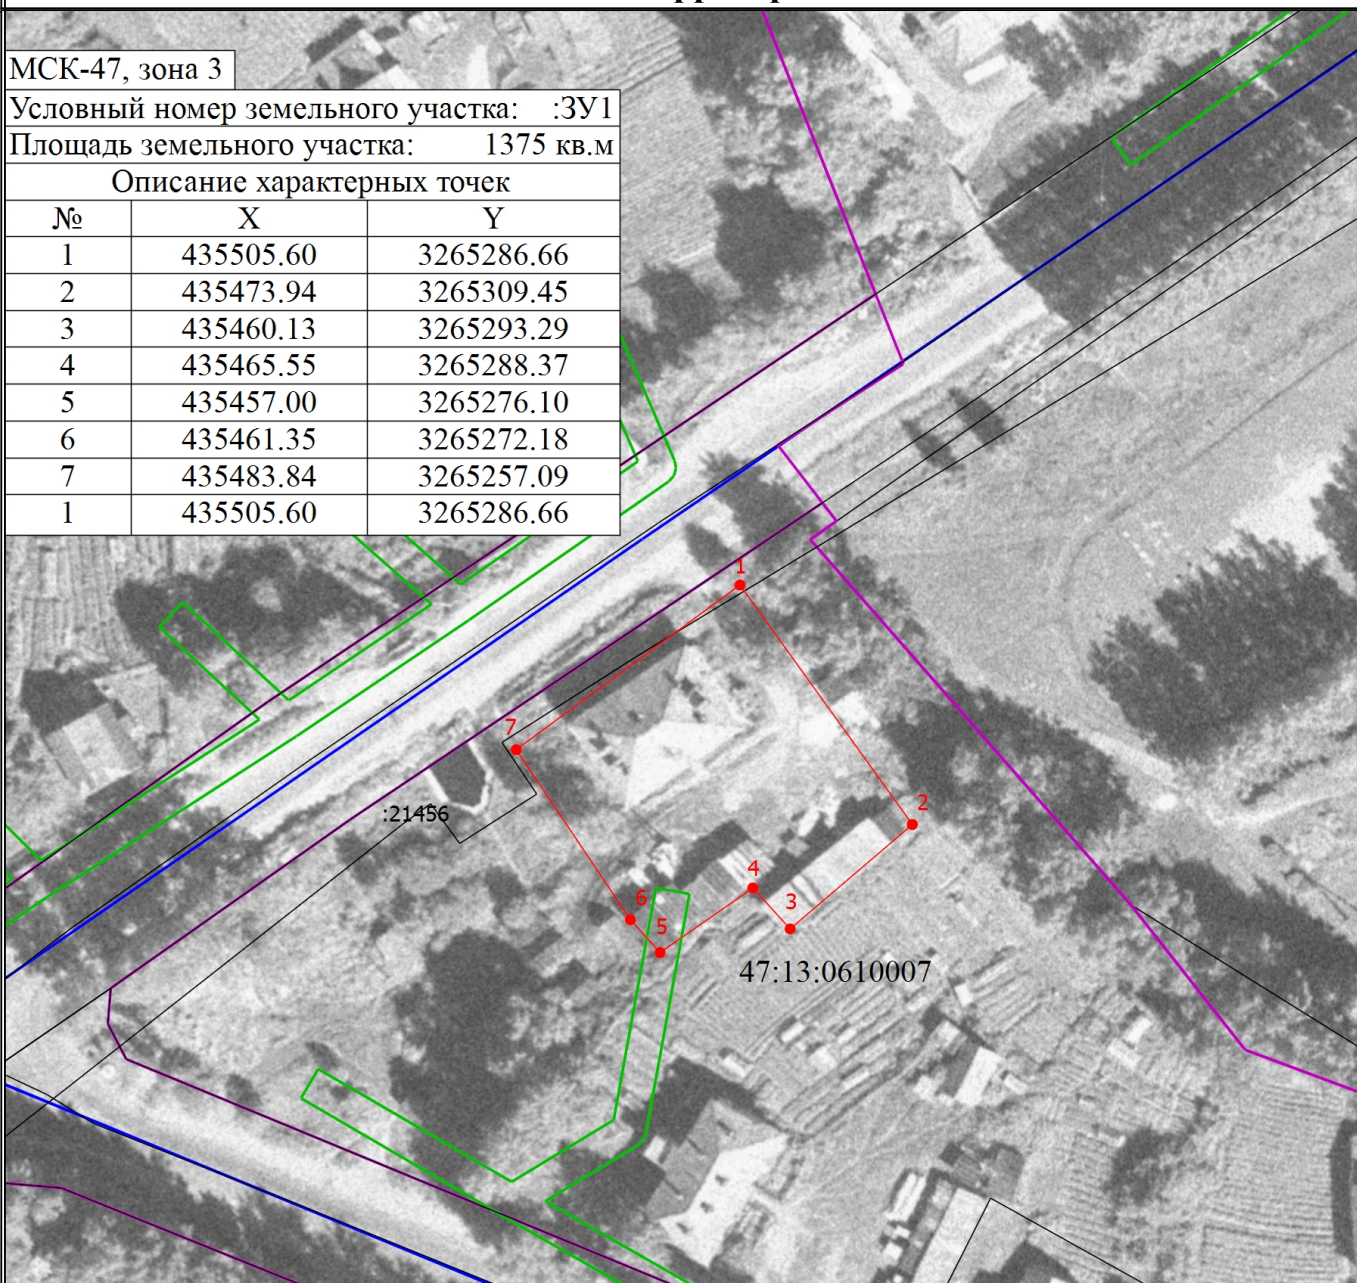 МСК-47, зона 3
Условный номер земельного участка: :ЗУ1
Площадь земельного участка: 1375 кв.м
Описание характерных точек
№ X Y
1 435505.60 3265286.66
2 435473.94 3265309.45
3 435460.13 3265293.29
4 435465.55 3265288.37
5 435457.00 3265276.10
6 435461.35 3265272.18
7 435483.84 3265257.09
1 435505.60 3265286.66
1
7
:21456
2
4
6
3
5
47:13:0610007